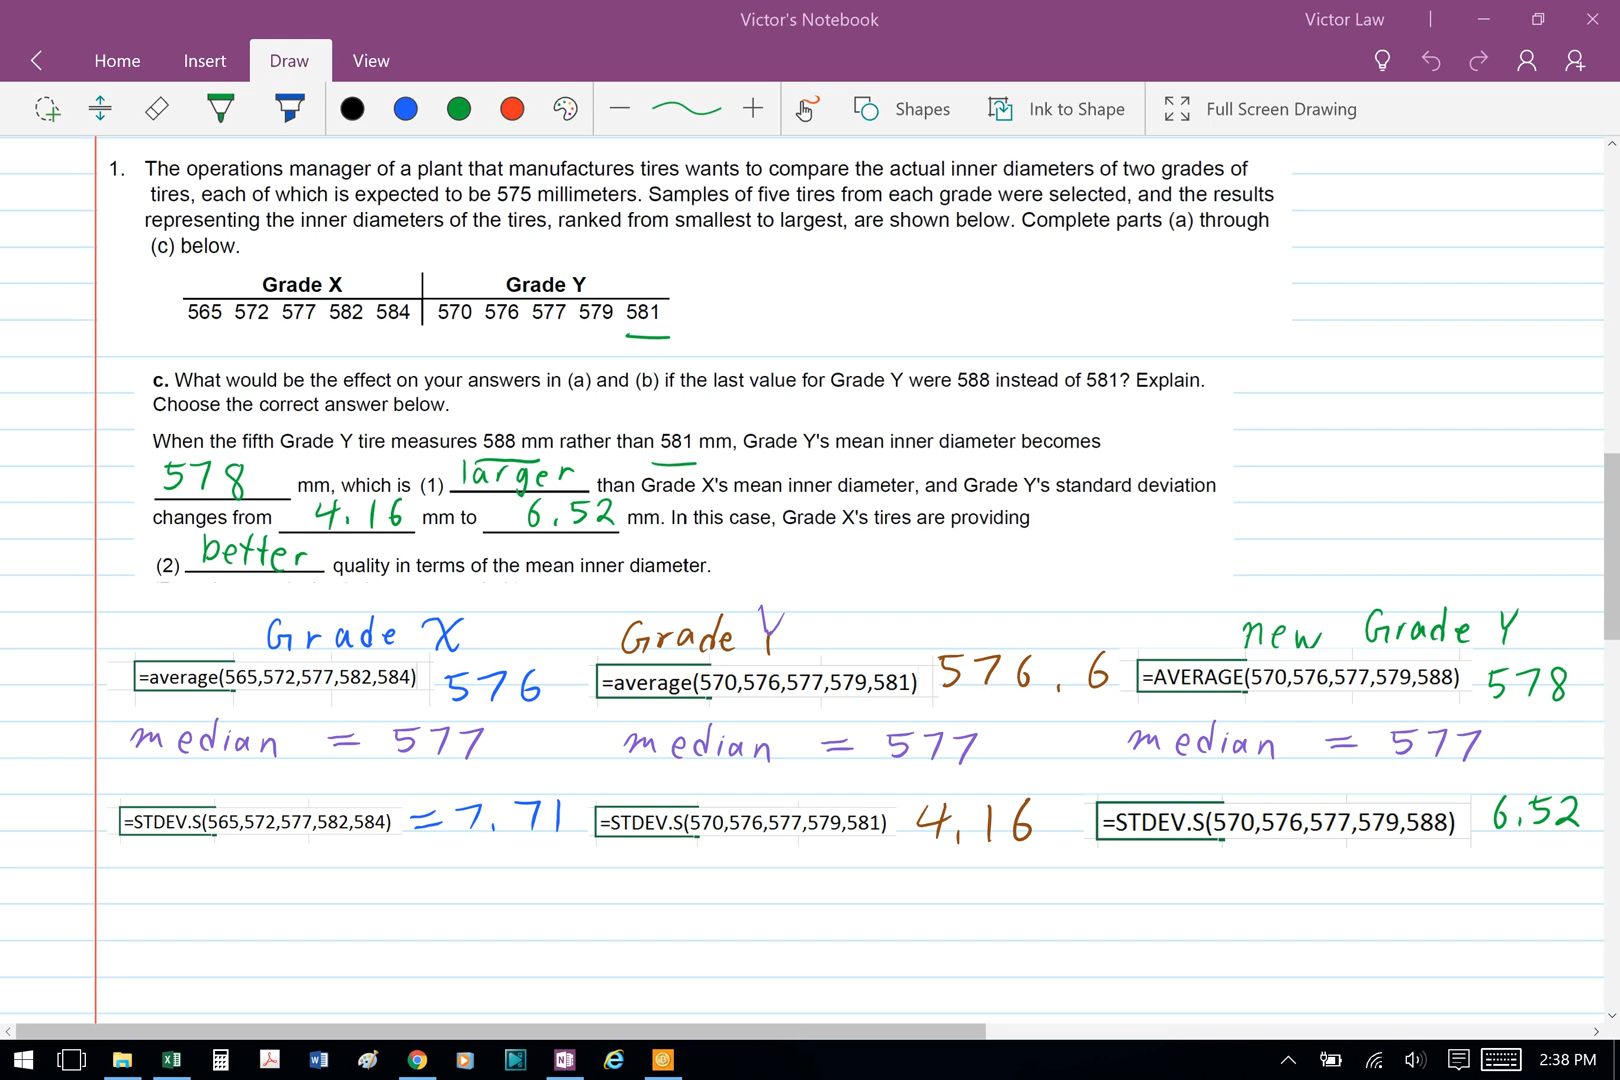 Victor's Notebook
Victor Law
Home Insert Draw View
Shapes Ink to Shape Full Screen Drawing
1. The operations manager of a plant that manufactures tires wants to compare the actual inner diameters of two grades of
tires, each of which is expected to be 575 millimeters. Samples of five tires from each grade were selected, and the results
representing the inner diameters of the tires, ranked from smallest to largest, are shown below. Complete parts (a) through
(c) below.
Grade X Grade Y
565 572 577 582 584 570 576 577 579 581
c. What would be the effect on your answers in (a) and (b) if the last value for Grade Y were 588 instead of 581? Explain.
Choose the correct answer below.
When the fifth Grade Y tire measures 588 mm rather than 581 mm, Grade Y's mean inner diameter becomes
578 mm, which is (1) larger than Grade X's mean inner diameter, and Grade Y's standard deviation
changes from 4.16 mm to 6.52 mm. In this case, Grade X's tires are providing
(2) better quality in terms of the mean inner diameter.
Grade X Grade Y new Grade Y
=average(565,572,577,582,584) 576 =average(570,576,577,579,581) 576.6 =AVERAGE(570,576,577,579,588) 578
median = 577 median = 577 median = 577
=STDEV.S(565,572,577,582,584) = 7.71 =STDEV.S(570,576,577,579,581) 4.16 =STDEV.S(570,576,577,579,588) 6.52
2:38 PM